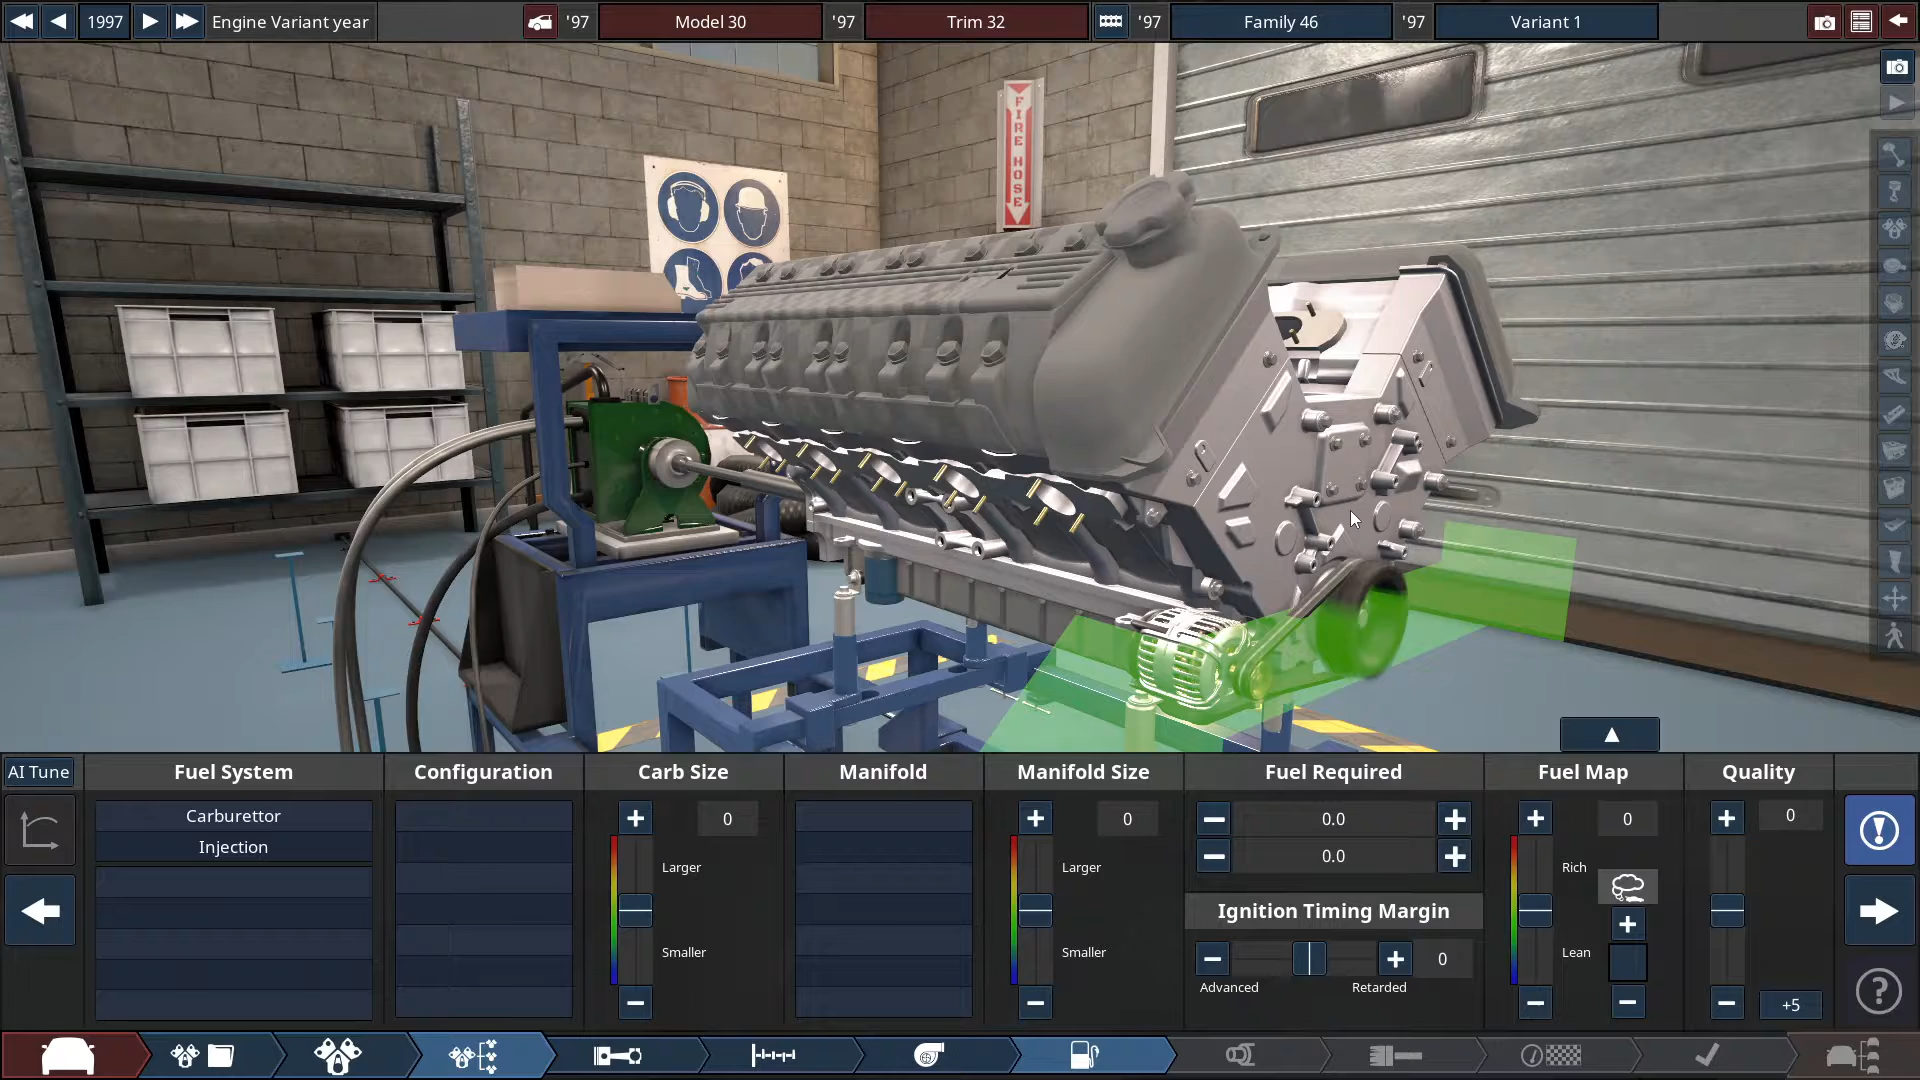 1997 Engine Variant year '97 Model 30 '97 Trim 32 '97 Family 46 '97 Variant 1
FIRE HOSE
AI Tune Fuel System Configuration Carb Size Manifold Manifold Size Fuel Required Fuel Map Quality
Carburettor
Injection
0
Larger
Smaller
0
Larger
Smaller
0.0
0.0
Ignition Timing Margin
0
Advanced Retarded
0
Rich
Lean
0
+5